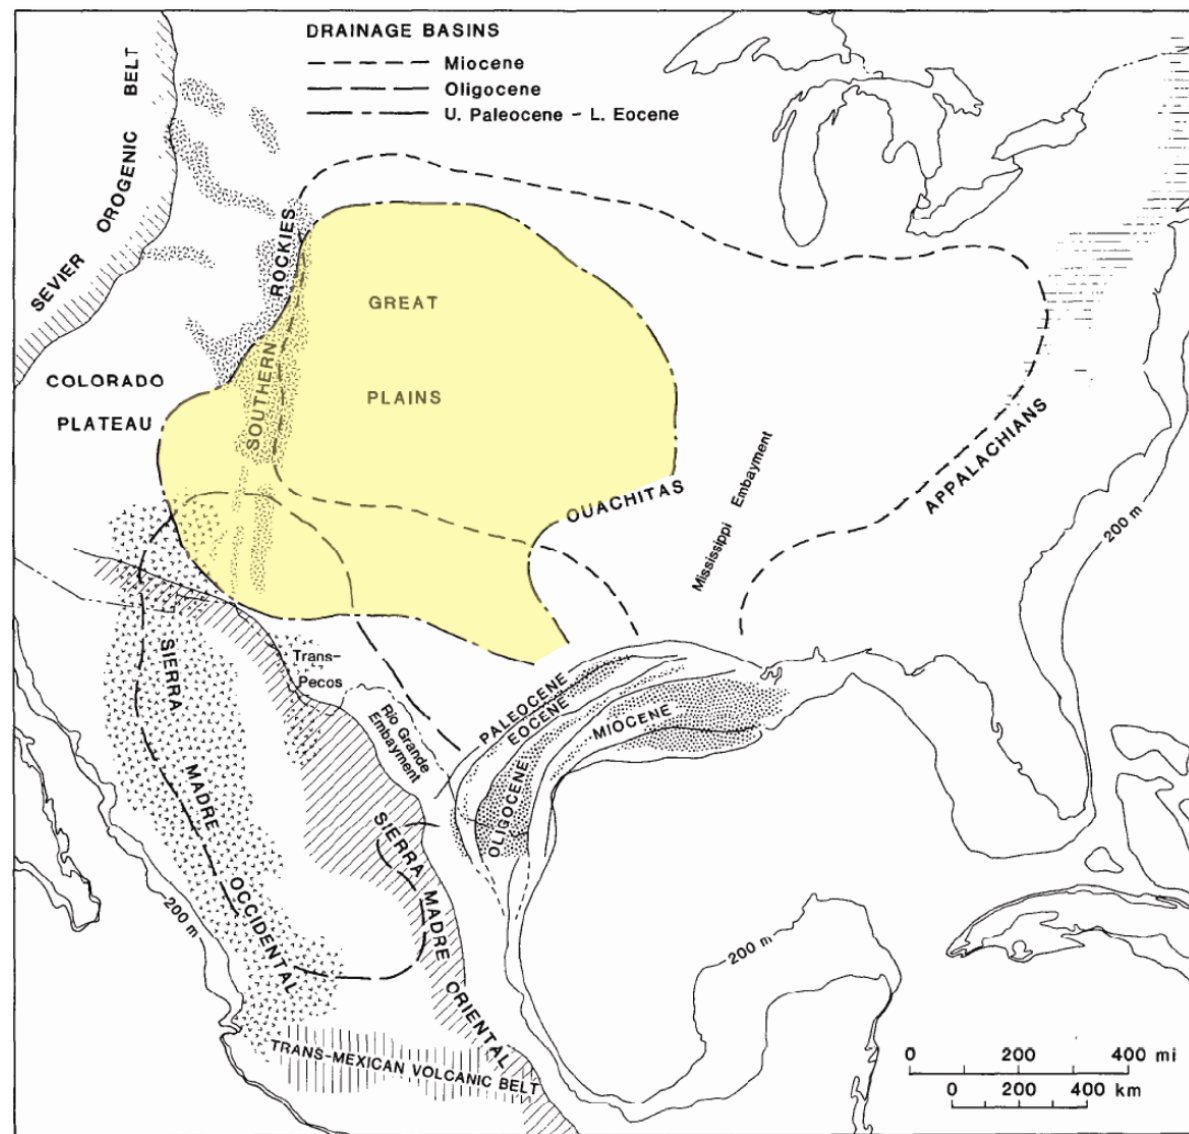 DRAINAGE BASINS
Miocene
Oligocene
U. Paleocene - L. Eocene
SEVIER OROGENIC BELT
SOUTHERN ROCKIES
GREAT
PLAINS
COLORADO
PLATEAU
OUACHITAS
Mississippi Embayment
APPALACHIANS
200 m
Trans-
Pecos
Rio Grande
Embayment
PALEOCENE
EOCENE
OLIGOCENE
MIOCENE
SIERRA MADRE OCCIDENTAL
SIERRA MADRE ORIENTAL
200 m
200 m
TRANS-MEXICAN VOLCANIC BELT
0 200 400 mi
0 200 400 km